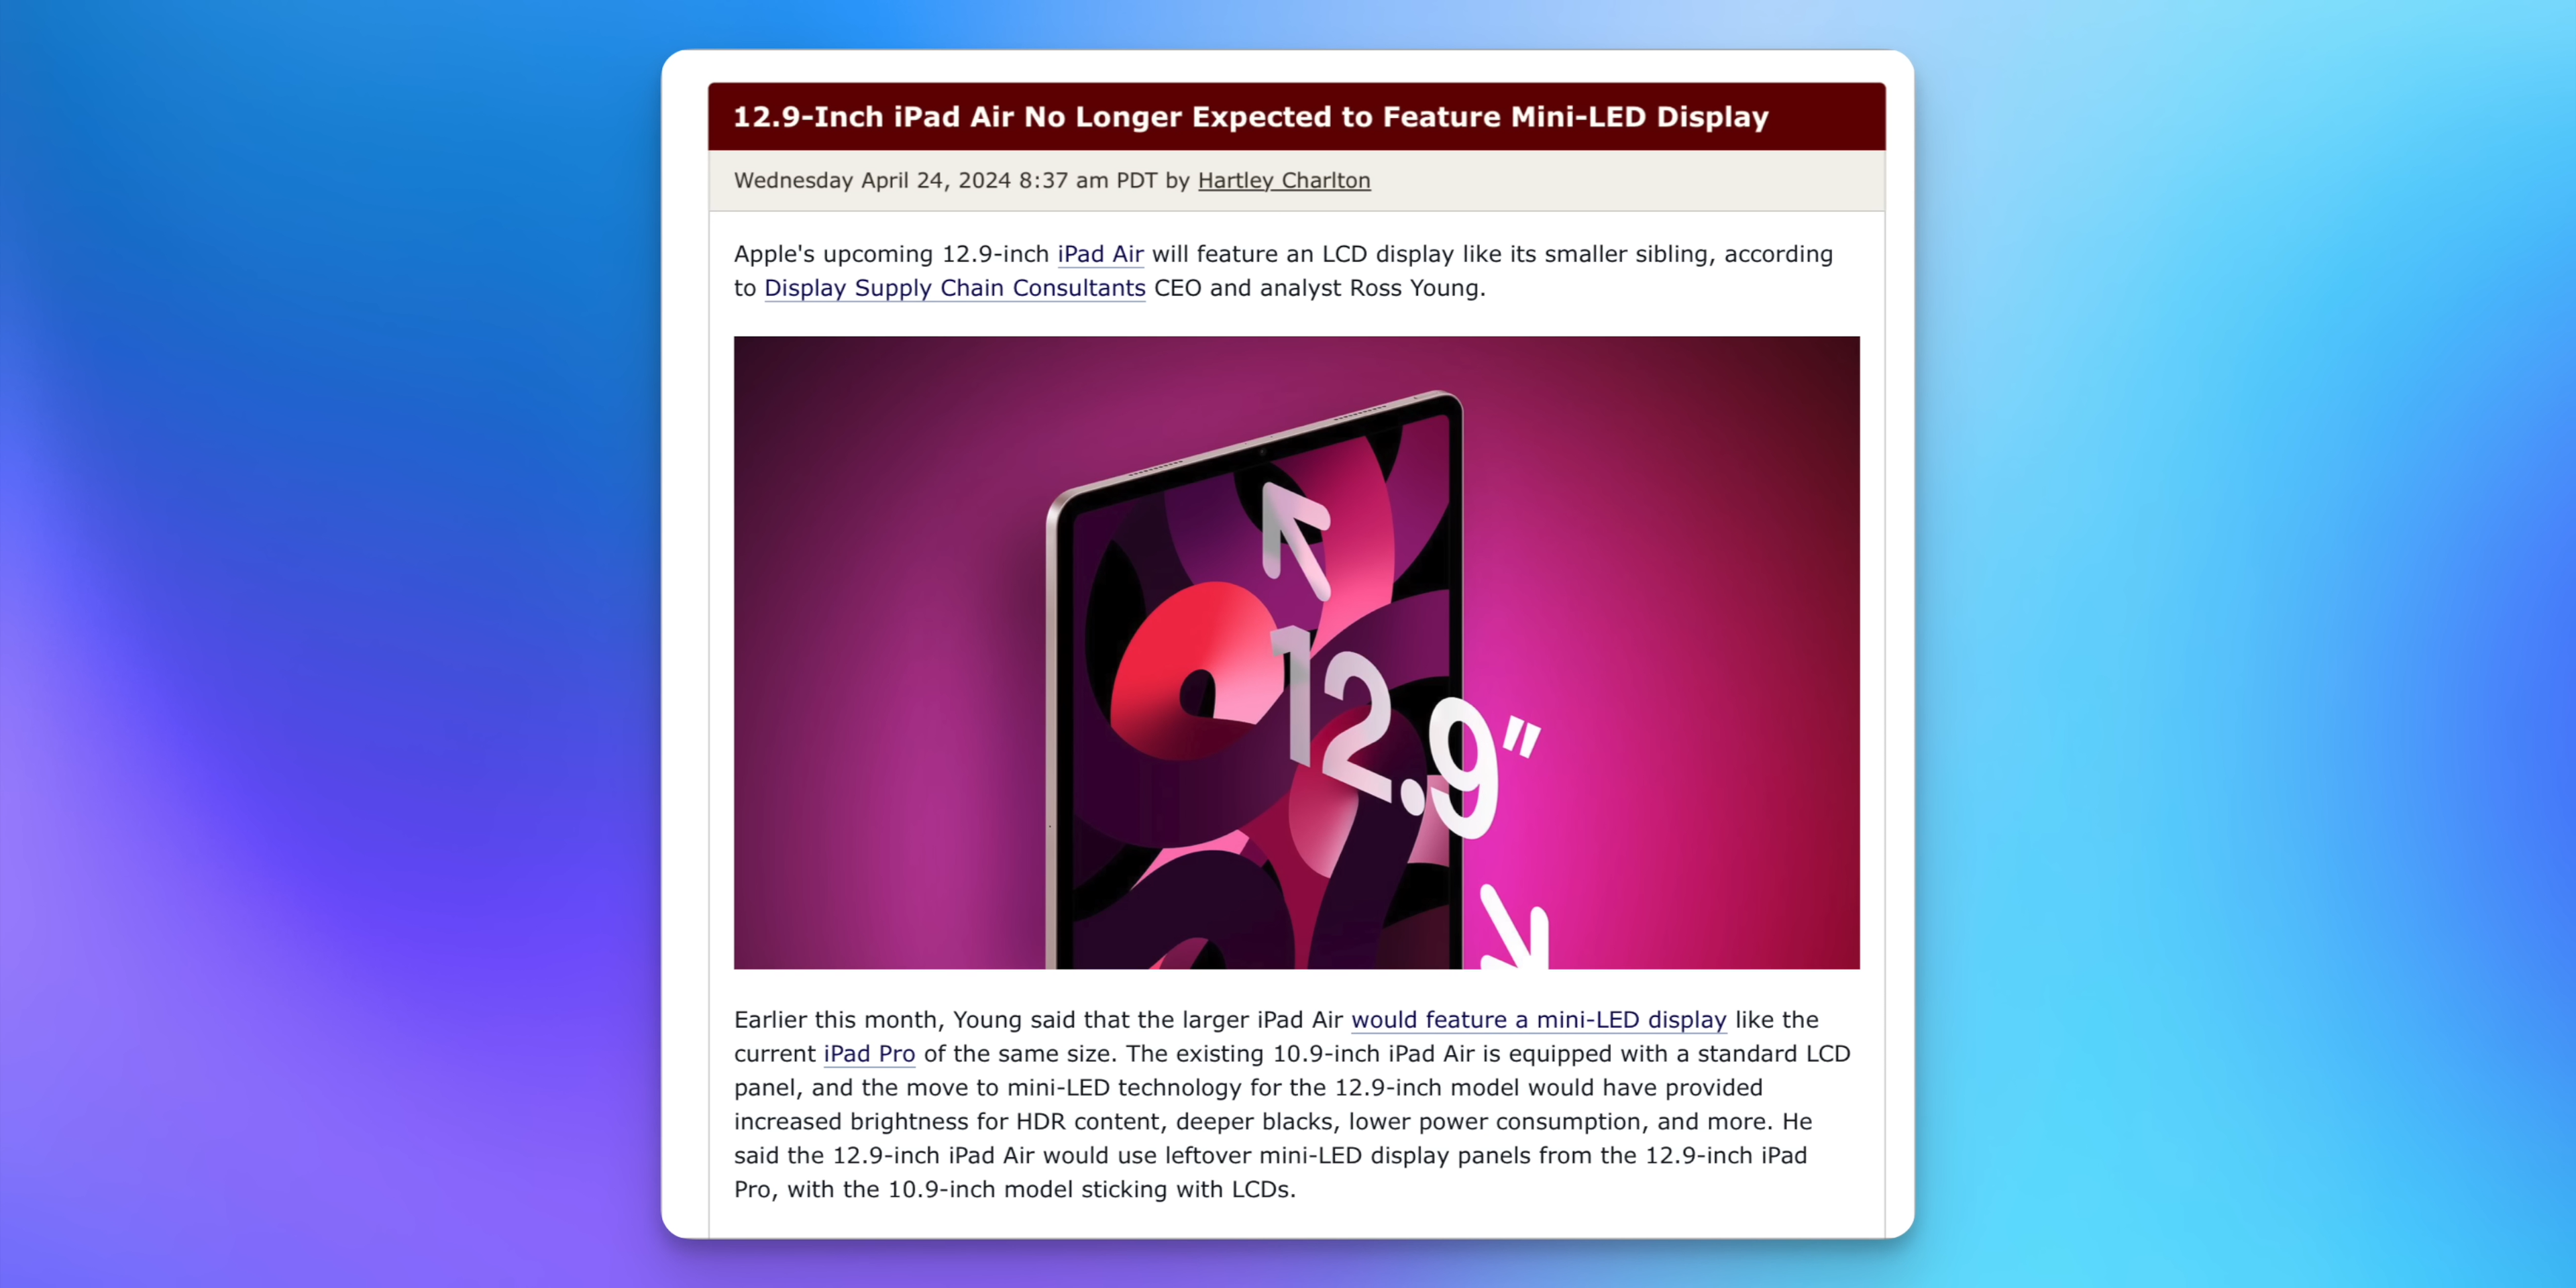 12.9-Inch iPad Air No Longer Expected to Feature Mini-LED Display
Wednesday April 24, 2024 8:37 am PDT by Hartley Charlton
Apple's upcoming 12.9-inch iPad Air will feature an LCD display like its smaller sibling, according
to Display Supply Chain Consultants CEO and analyst Ross Young.
12.9"
Earlier this month, Young said that the larger iPad Air would feature a mini-LED display like the
current iPad Pro of the same size. The existing 10.9-inch iPad Air is equipped with a standard LCD
panel, and the move to mini-LED technology for the 12.9-inch model would have provided
increased brightness for HDR content, deeper blacks, lower power consumption, and more. He
said the 12.9-inch iPad Air would use leftover mini-LED display panels from the 12.9-inch iPad
Pro, with the 10.9-inch model sticking with LCDs.